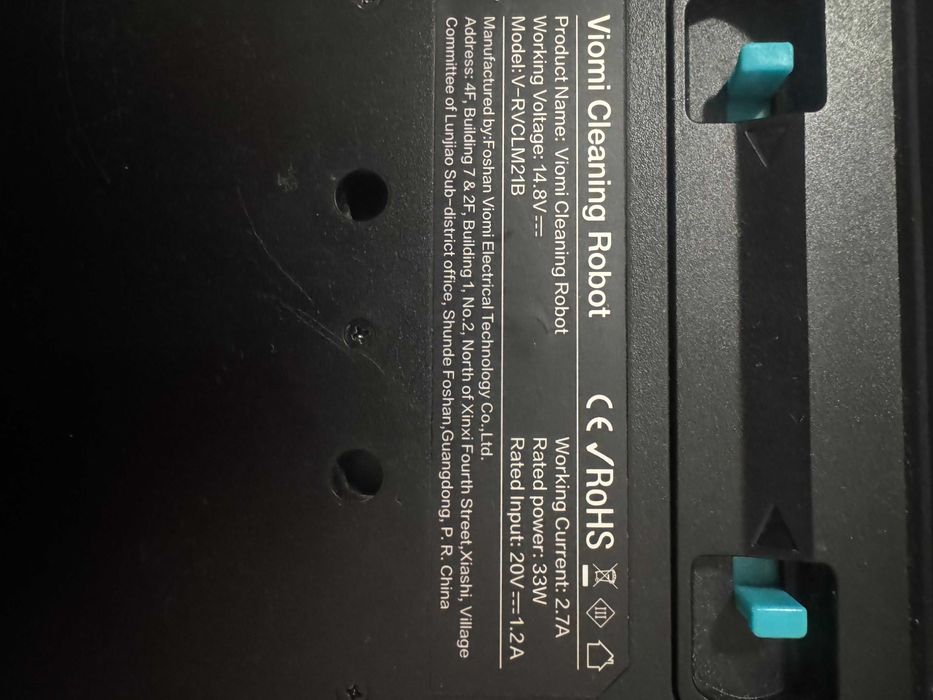 Viomi Cleaning Robot CE ✓RoHS
Product Name: Viomi Cleaning Robot Working Current: 2.7A
Working Voltage: 14.8V⎓ Rated power: 33W
Model: V-RVCLM21B Rated Input: 20V⎓1.2A
Manufactured by:Foshan Viomi Electrical Technology Co.,Ltd.
Address: 4F, Building 7 & 2F, Building 1, No.2, North of Xinxi Fourth Street,Xiashi, Village
Committee of Lunjiao Sub-district office, Shunde Foshan,Guangdong, P. R. China